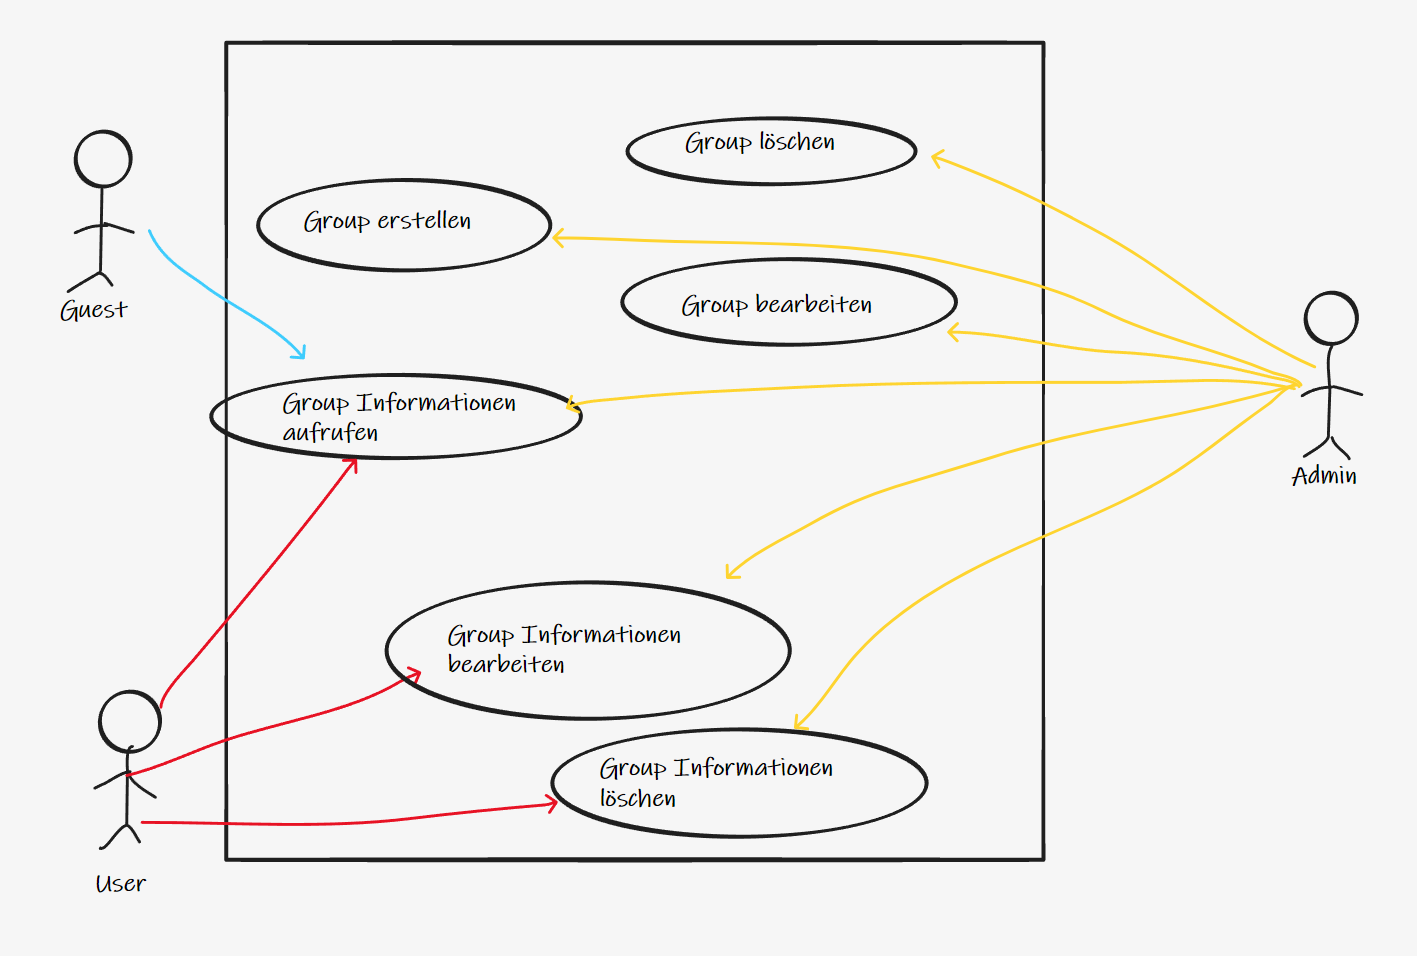 Group löschen
Group erstellen
Guest
Group bearbeiten
Group Informationen
aufrufen
Admin
Group Informationen
bearbeiten
Group Informationen
löschen
User